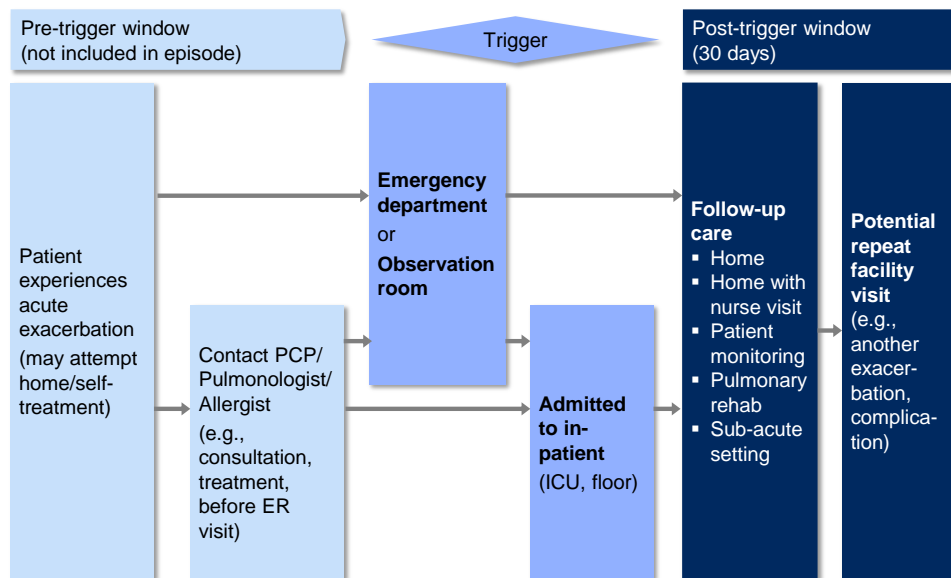 Pre-trigger window
(not included in episode)
Trigger
Post-trigger window
(30 days)
Patient
experiences
acute
exacerbation
(may attempt
home/self-
treatment)
Contact PCP/
Pulmonologist/
Allergist
(e.g.,
consultation,
treatment,
before ER
visit)
Emergency
department
or
Observation
room
Admitted
to in-
patient
(ICU, floor)
Follow-up
care
▪ Home
▪ Home with
nurse visit
▪ Patient
monitoring
▪ Pulmonary
rehab
▪ Sub-acute
setting
Potential
repeat
facility
visit
(e.g.,
another
exacer-
bation,
complica-
tion)